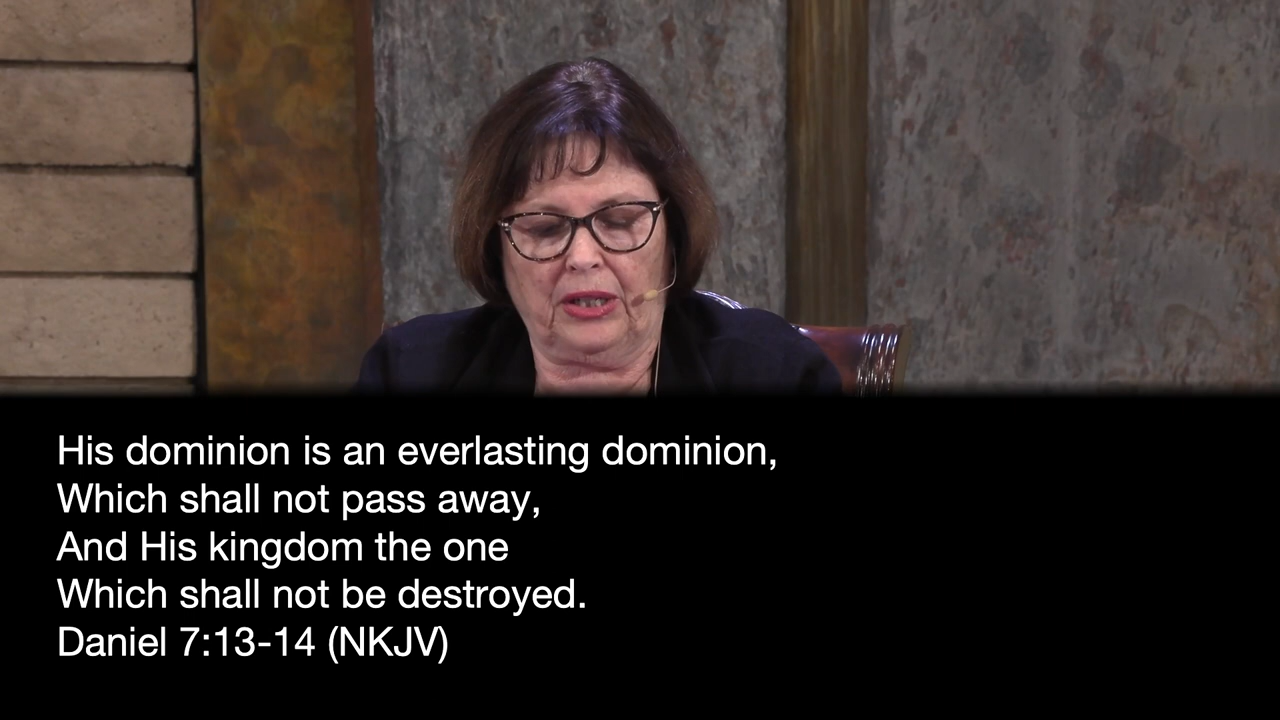 His dominion is an everlasting dominion,
Which shall not pass away,
And His kingdom the one
Which shall not be destroyed.
Daniel 7:13-14 (NKJV)